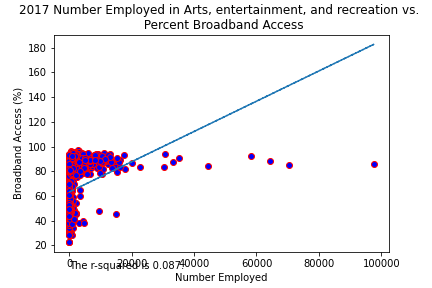 2017 Number Employed in Arts, entertainment, and recreation vs.
Percent Broadband Access
180
160
140
120
100
80
60
40
20
Broadband Access (%)
0 20000 40000 60000 80000 100000
The r-squared is 0.087.
Number Employed